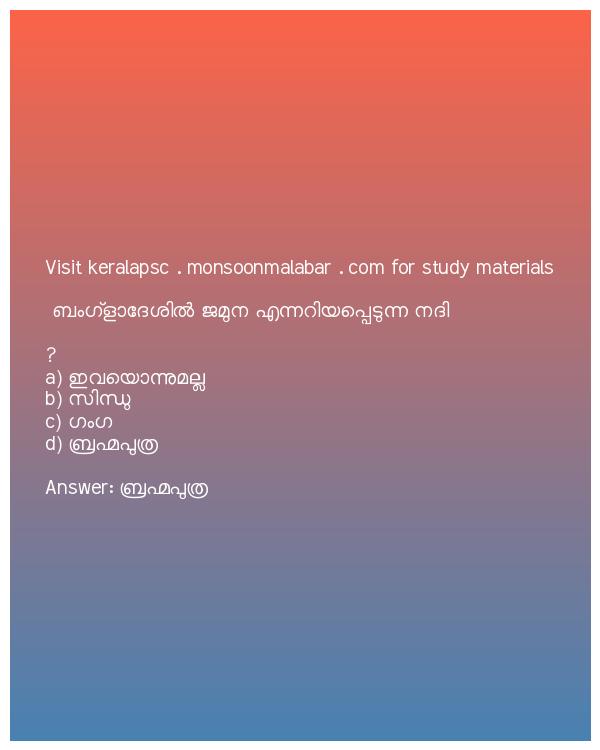 Visit keralapsc . monsoonmalabar . com for study materials
ബംഗ്ളാദേശിൽ ജമുന എന്നറിയപ്പെടുന്ന നദി
?
a) ഇവയൊന്നുമല്ല
b) സിന്ധു
c) ഗംഗ
d) ബ്രഹ്മപുത്ര
Answer: ബ്രഹ്മപുത്ര